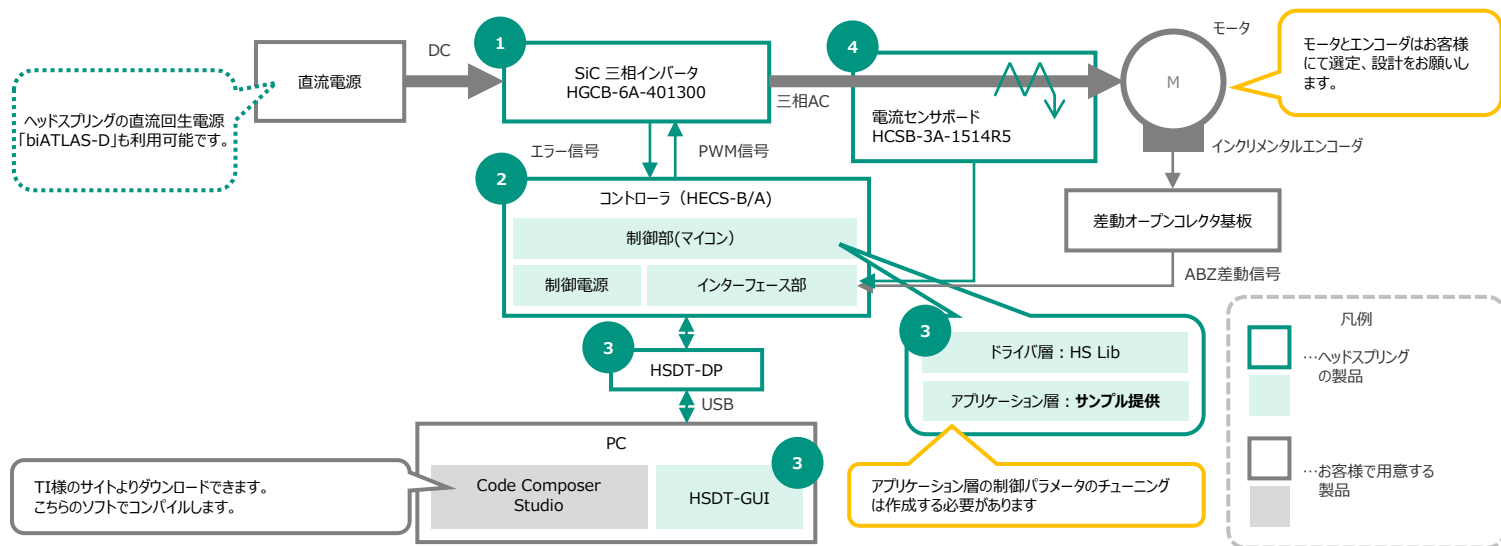 ヘッドスプリングの直流回生電源
「biATLAS-D」も利用可能です。
直流電源
DC
1
SiC 三相インバータ
HGCB-6A-401300
三相AC
4
電流センサボード
HCSB-3A-1514R5
モータ
M
インクリメンタルエンコーダ
モータとエンコーダはお客様
にて選定、設計をお願いし
ます。
エラー信号
PWM信号
2
コントローラ（HECS-B/A)
制御部(マイコン）
制御電源
インターフェース部
差動オープンコレクタ基板
ABZ差動信号
3
HSDT-DP
USB
3
ドライバ層：HS Lib
アプリケーション層：サンプル提供
アプリケーション層の制御パラメータのチューニング
は作成する必要があります
PC
Code Composer
Studio
3
HSDT-GUI
TI様のサイトよりダウンロードできます。
こちらのソフトでコンパイルします。
凡例
…ヘッドスプリング
の製品
…お客様で用意する
製品